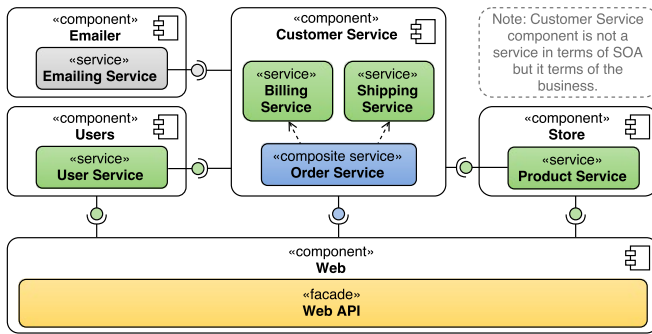 «component»
Emailer
«service»
Emailing Service
«component»
Customer Service
«service»
Billing
Service
«service»
Shipping
Service
«composite service»
Order Service
Note: Customer Service
component is not a
service in terms of SOA
but it terms of the
business.
«component»
Users
«service»
User Service
«component»
Store
«service»
Product Service
«component»
Web
«facade»
Web API